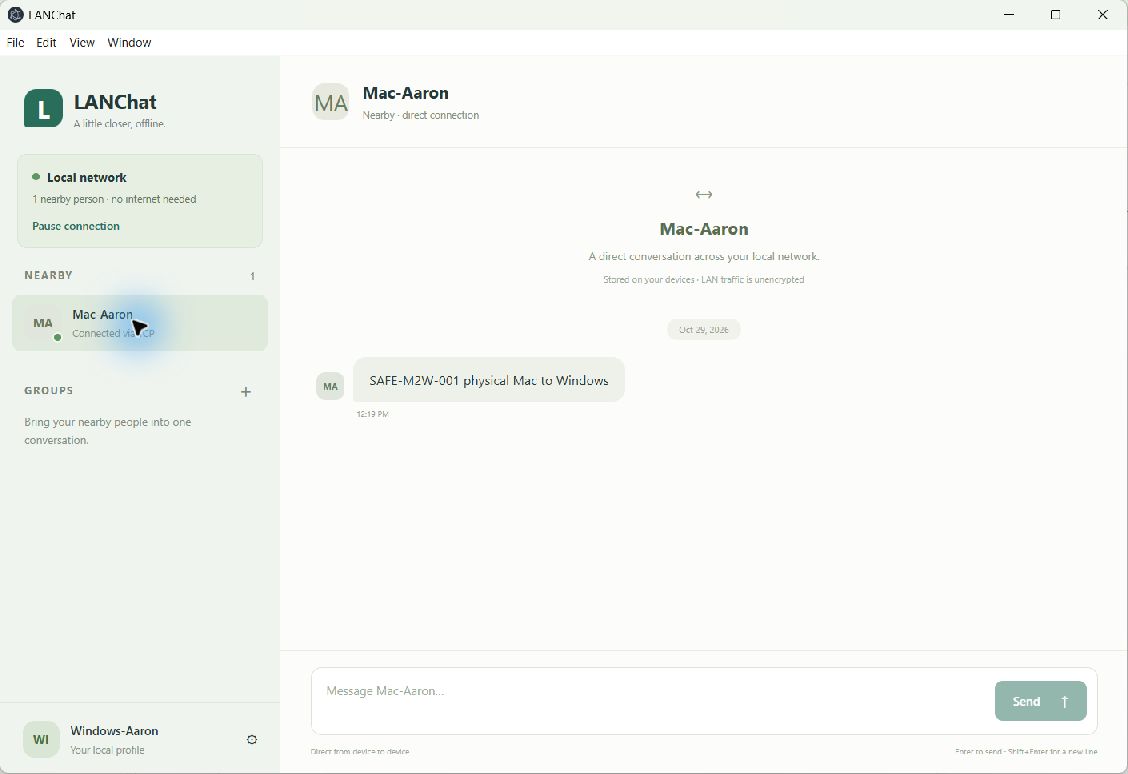 LANChat
File Edit View Window
L
LANChat
A little closer, offline.
Local network
1 nearby person · no internet needed
Pause connection
NEARBY 1
MA
Mac-Aaron
Connected via TCP
GROUPS +
Bring your nearby people into one
conversation.
WI
Windows-Aaron
Your local profile
MA
Mac-Aaron
Nearby · direct connection
Mac-Aaron
A direct conversation across your local network.
Stored on your devices · LAN traffic is unencrypted
Oct 29, 2026
MA
SAFE-M2W-001 physical Mac to Windows
12:19 PM
Message Mac-Aaron...
Send ↑
Direct from device to device
Enter to send · Shift+Enter for a new line